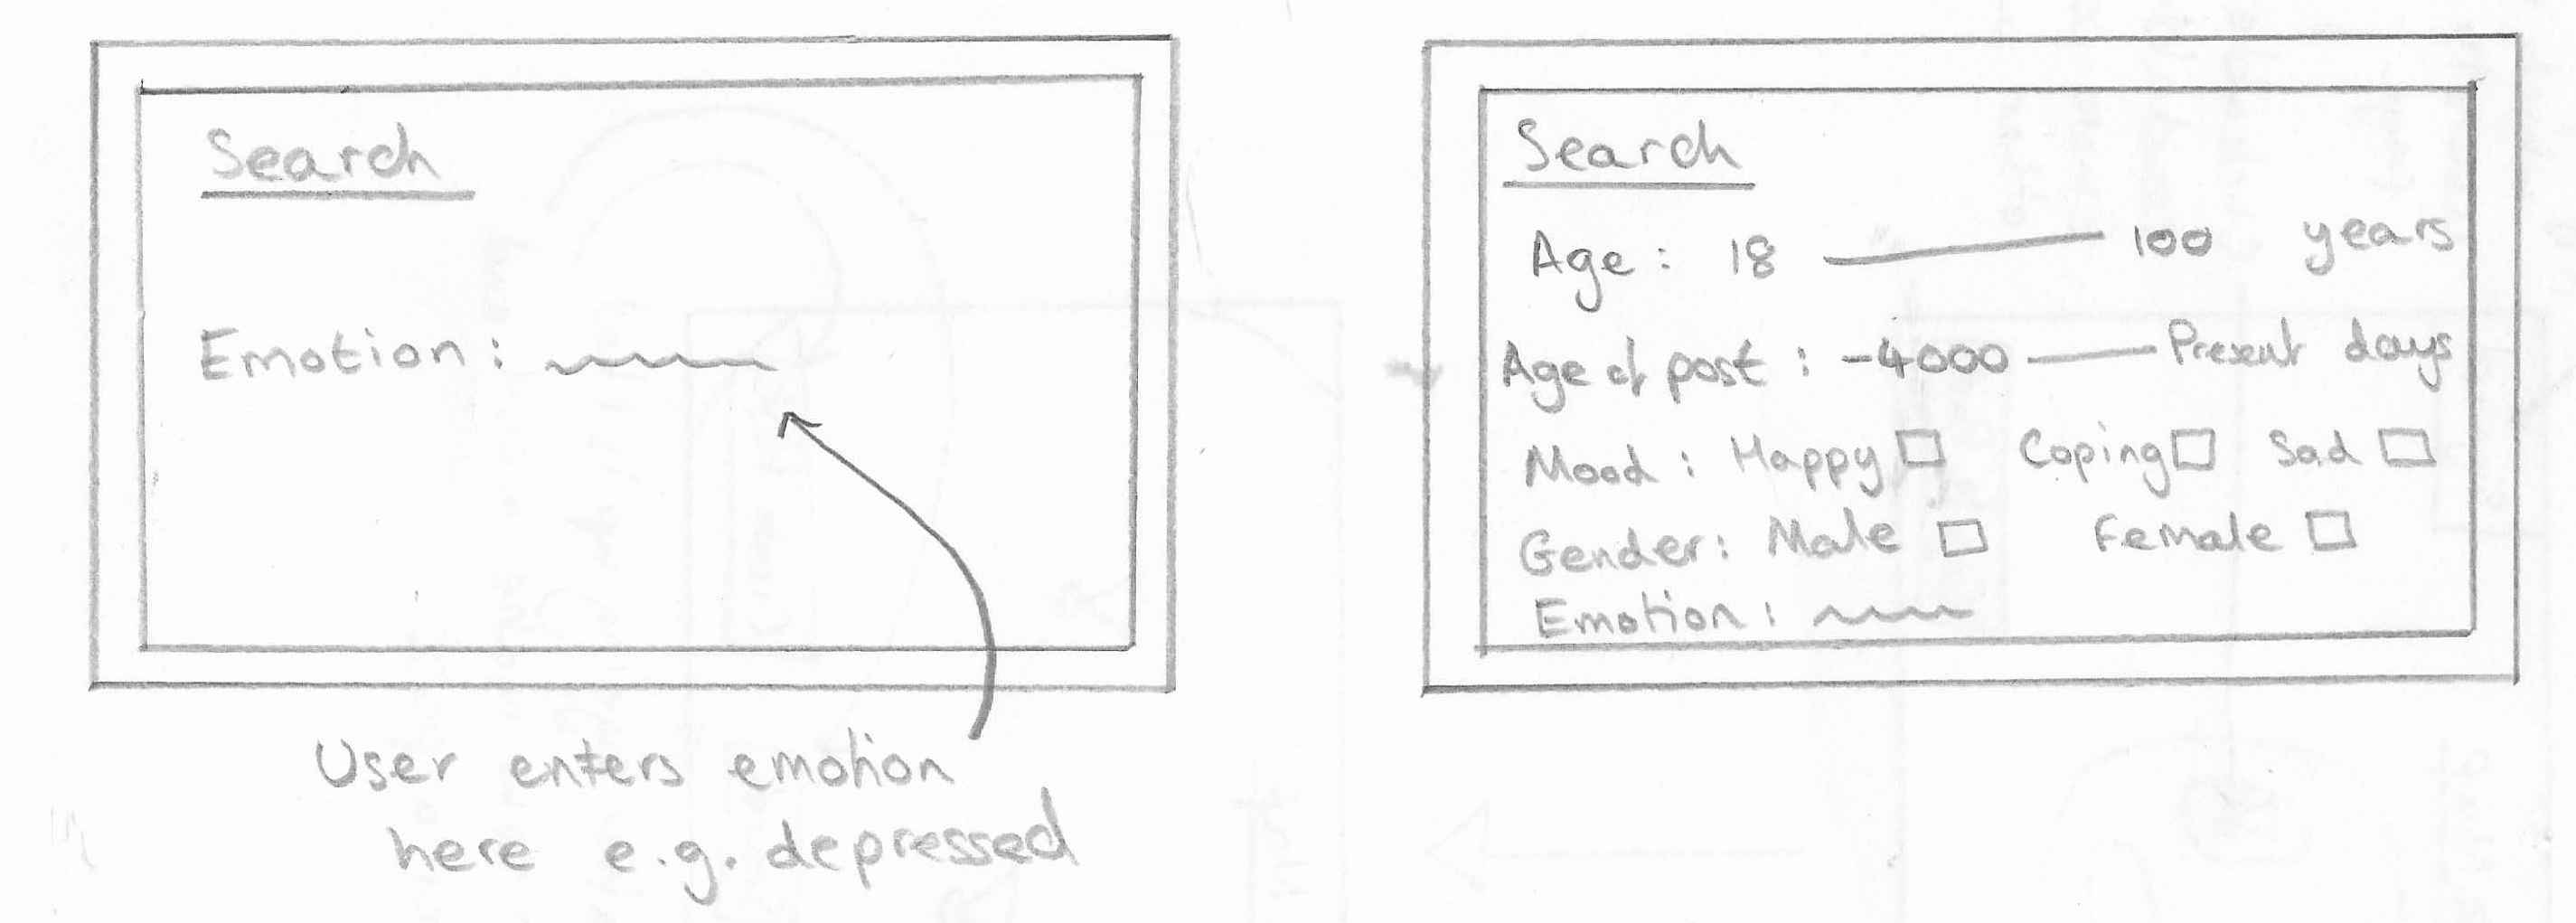 Search
Emotion:
User enters emotion
here e.g. depressed
Search
Age: 18 100 years
Age of post: -4000 Present days
Mood: Happy Coping Sad
Gender: Male Female
Emotion: